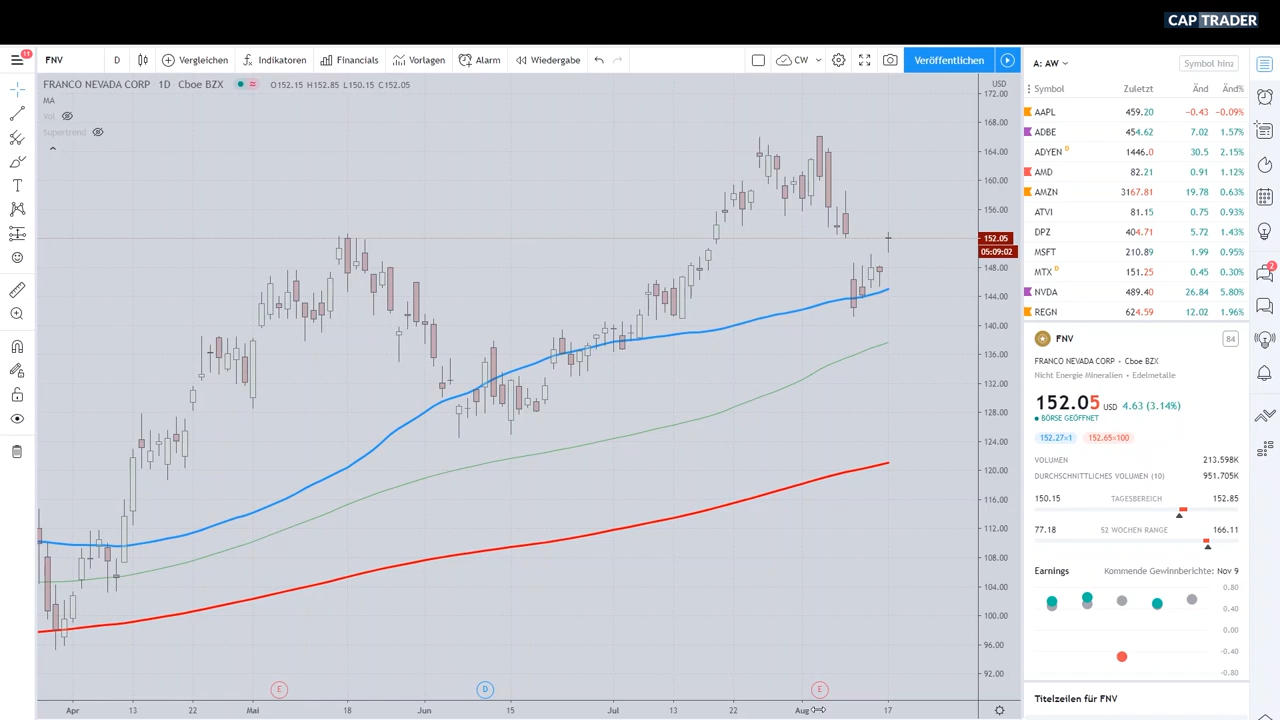 CAP TRADER
11
FNV
D
Vergleichen
Indikatoren
Financials
Vorlagen
Alarm
Wiedergabe
CW
Veröffentlichen
A: AW
Symbol hinz
FRANCO NEVADA CORP 1D Cboe BZX O152.15 H152.85 L150.15 C152.05
MA
Vol
Supertrend
USD
172.00
168.00
164.00
160.00
156.00
152.05
05:09:02
148.00
144.00
140.00
136.00
132.00
128.00
124.00
120.00
116.00
112.00
108.00
104.00
100.00
96.00
92.00
E
D
E
Apr
13
22
Mai
18
Jun
15
Jul
13
22
Aug
17
Symbol Zuletzt Änd Änd%
AAPL 459.20 −0.43 −0.09%
ADBE 454.62 7.02 1.57%
ADYEN D 1446.0 30.5 2.15%
AMD 82.21 0.91 1.12%
AMZN 3167.81 19.78 0.63%
ATVI 81.15 0.75 0.93%
DPZ 404.71 5.72 1.43%
MSFT 210.89 1.99 0.95%
MTX D 151.25 0.45 0.30%
NVDA 489.40 26.84 5.80%
REGN 624.59 12.02 1.96%
2
FNV
84
FRANCO NEVADA CORP • Cboe BZX
Nicht Energie Mineralien • Edelmetalle
152.05 USD 4.63 (3.14%)
BÖRSE GEÖFFNET
152.27×1 152.65×100
VOLUMEN 213.598K
DURCHSCHNITTLICHES VOLUMEN (10) 951.705K
150.15 TAGESBEREICH 152.85
77.18 52 WOCHEN RANGE 166.11
Earnings Kommende Gewinnberichte: Nov 9
0.80
0.40
0.00
-0.40
-0.80
Titelzeilen für FNV